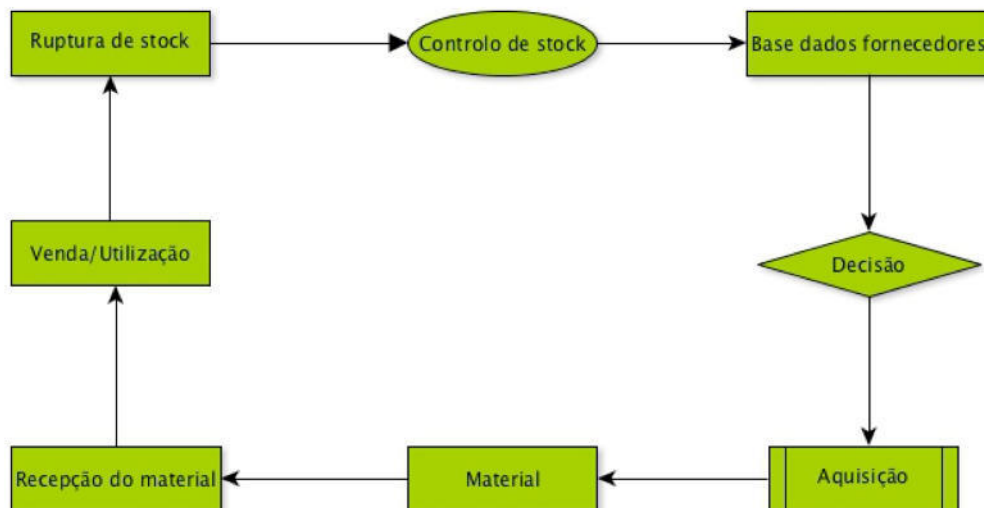 Ruptura de stock
Controlo de stock
Base dados fornecedores
Venda/Utilização
Decisão
Recepção do material
Material
Aquisição